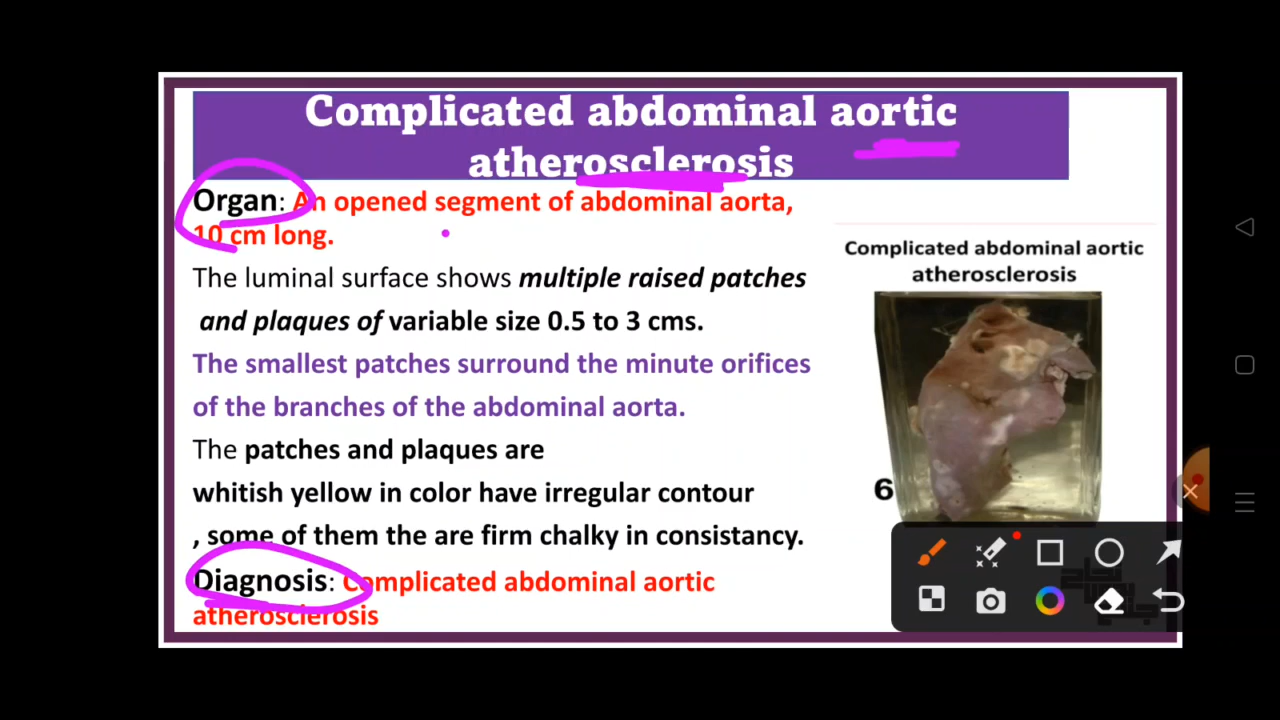 Complicated abdominal aortic
atherosclerosis
Organ: An opened segment of abdominal aorta,
10 cm long.
The luminal surface shows multiple raised patches
and plaques of variable size 0.5 to 3 cms.
The smallest patches surround the minute orifices
of the branches of the abdominal aorta.
The patches and plaques are
whitish yellow in color have irregular contour
, some of them the are firm chalky in consistancy.
Diagnosis: Complicated abdominal aortic
atherosclerosis
Complicated abdominal aortic
atherosclerosis
6